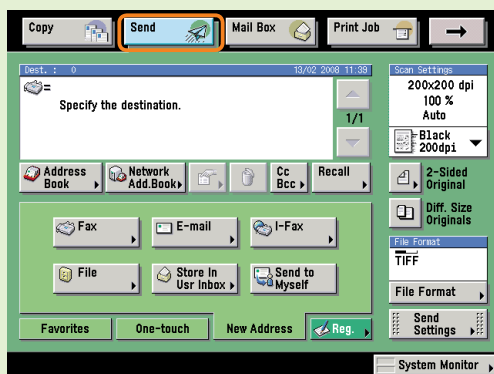 Copy
Send
Mail Box
Print Job
Dest. : 0
13/02 2008 11:39
Specify the destination.
1/1
Address
Book
Network
Add.Book
Cc
Bcc
Recall
Fax
E-mail
I-Fax
File
Store In
Usr Inbox
Send to
Myself
Favorites
One-touch
New Address
Reg.
Scan Settings
200x200 dpi
100 %
Auto
Black
200dpi
2-Sided
Original
Diff. Size
Originals
File Format
TIFF
File Format
Send
Settings
System Monitor